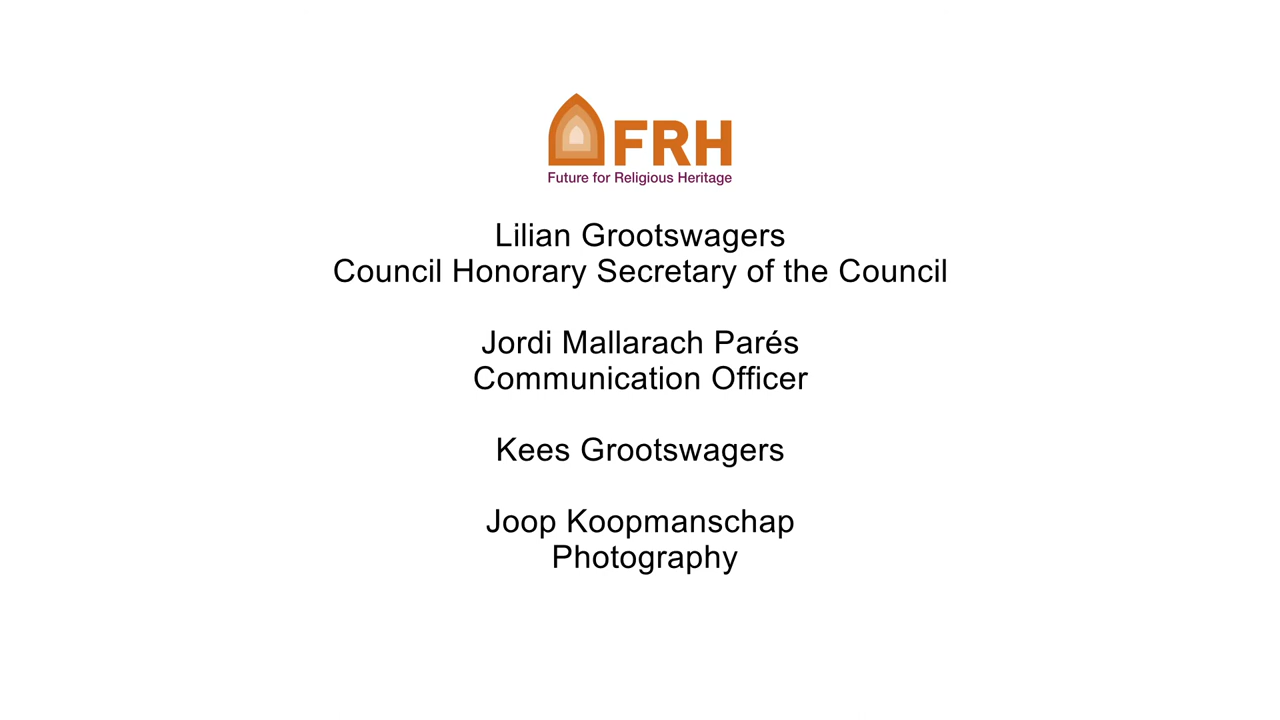 FRH
Future for Religious Heritage
Lilian Grootswagers
Council Honorary Secretary of the Council
Jordi Mallarach Parés
Communication Officer
Kees Grootswagers
Joop Koopmanschap
Photography